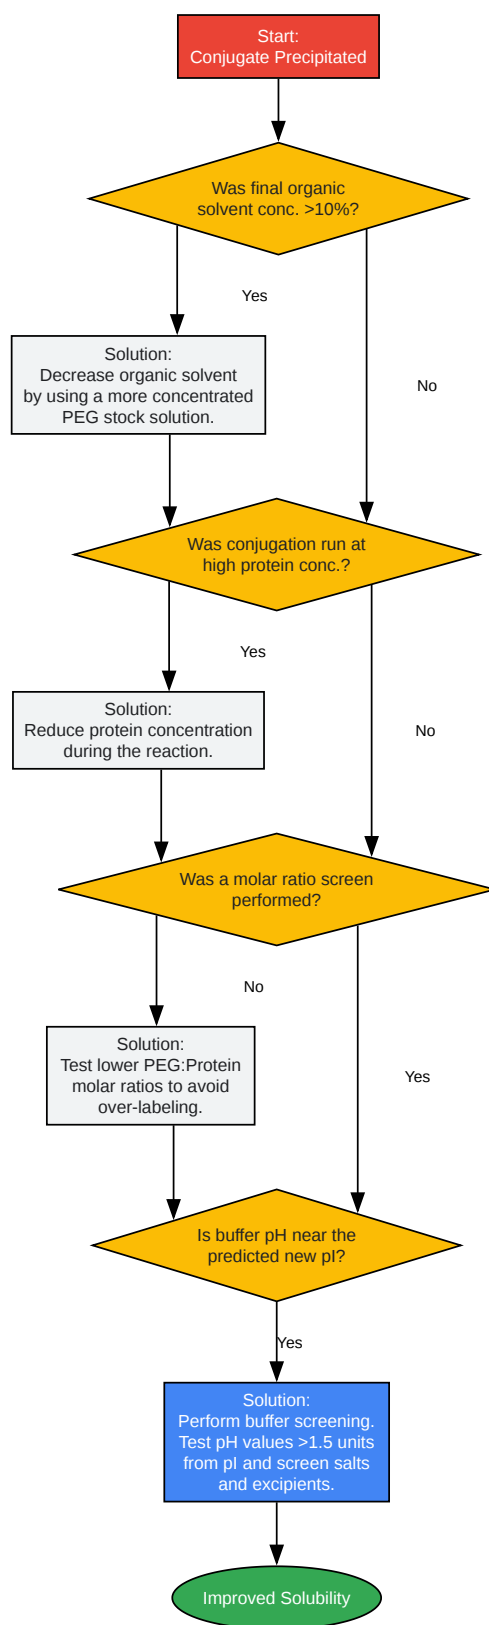 Start:
Conjugate Precipitated
Was final organic
solvent conc. >10%?
Yes
No
Solution:
Decrease organic solvent
by using a more concentrated
PEG stock solution.
Was conjugation run at
high protein conc.?
Yes
No
Solution:
Reduce protein concentration
during the reaction.
Was a molar ratio screen
performed?
No
Yes
Solution:
Test lower PEG:Protein
molar ratios to avoid
over-labeling.
Is buffer pH near the
predicted new pI?
Yes
Solution:
Perform buffer screening.
Test pH values >1.5 units
from pI and screen salts
and excipients.
Improved Solubility